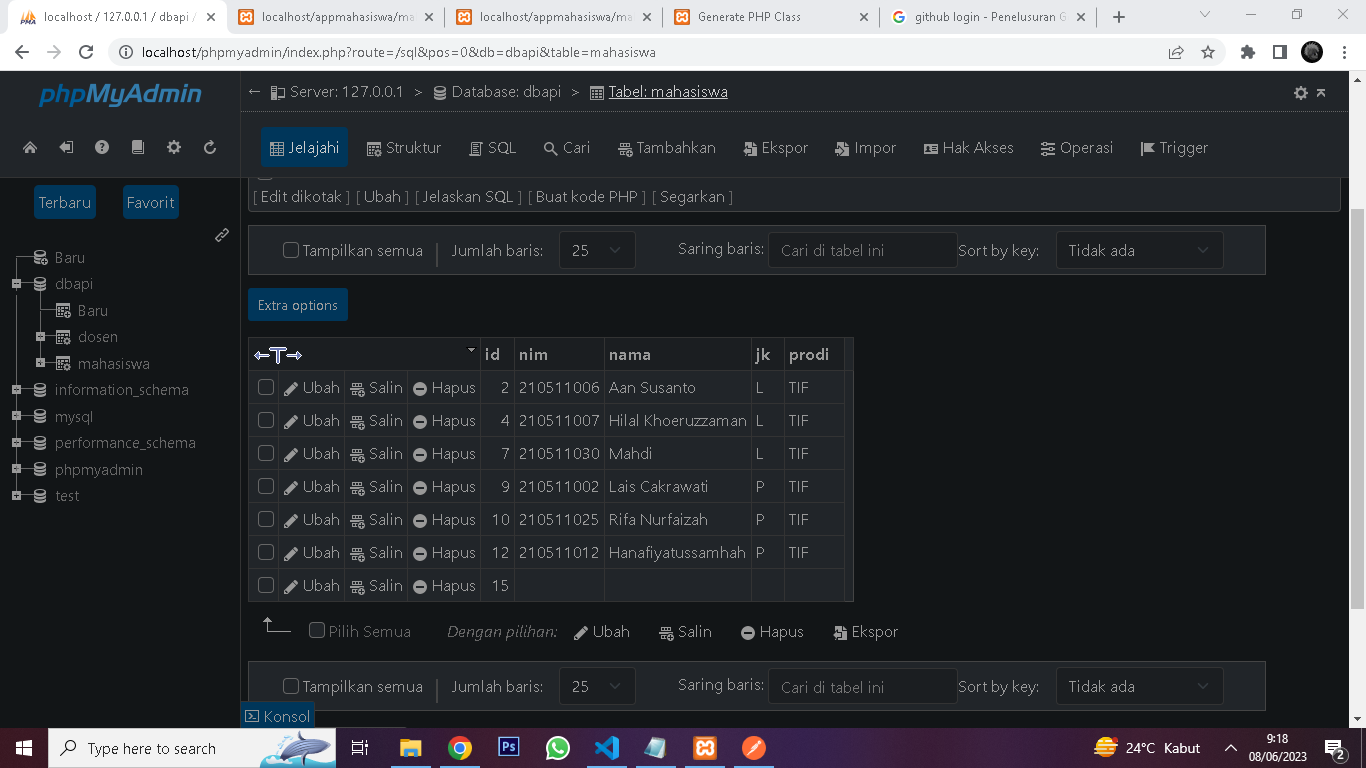 localhost / 127.0.0.1 / dbapi /
localhost/appmahasiswa/ma
localhost/appmahasiswa/ma
Generate PHP Class
github login - Penelusuran G
localhost/phpmyadmin/index.php?route=/sql&pos=0&db=dbapi&table=mahasiswa
phpMyAdmin
Server: 127.0.0.1 > Database: dbapi > Tabel: mahasiswa
Jelajahi Struktur SQL Cari Tambahkan Ekspor Impor Hak Akses Operasi Trigger
Terbaru Favorit
Baru
dbapi
Baru
dosen
mahasiswa
information_schema
mysql
performance_schema
phpmyadmin
test
[ Edit dikotak ] [ Ubah ] [ Jelaskan SQL ] [ Buat kode PHP ] [ Segarkan ]
Tampilkan semua | Jumlah baris: 25 Saring baris: Cari di tabel ini Sort by key: Tidak ada
Extra options
←T→ id nim nama jk prodi
Ubah Salin Hapus 2 210511006 Aan Susanto L TIF
Ubah Salin Hapus 4 210511007 Hilal Khoeruzzaman L TIF
Ubah Salin Hapus 7 210511030 Mahdi L TIF
Ubah Salin Hapus 9 210511002 Lais Cakrawati P TIF
Ubah Salin Hapus 10 210511025 Rifa Nurfaizah P TIF
Ubah Salin Hapus 12 210511012 Hanafiyatussamhah P TIF
Ubah Salin Hapus 15
Pilih Semua Dengan pilihan: Ubah Salin Hapus Ekspor
Tampilkan semua | Jumlah baris: 25 Saring baris: Cari di tabel ini Sort by key: Tidak ada
Konsol
Type here to search
Ps
24°C Kabut
9:18
08/06/2023
2